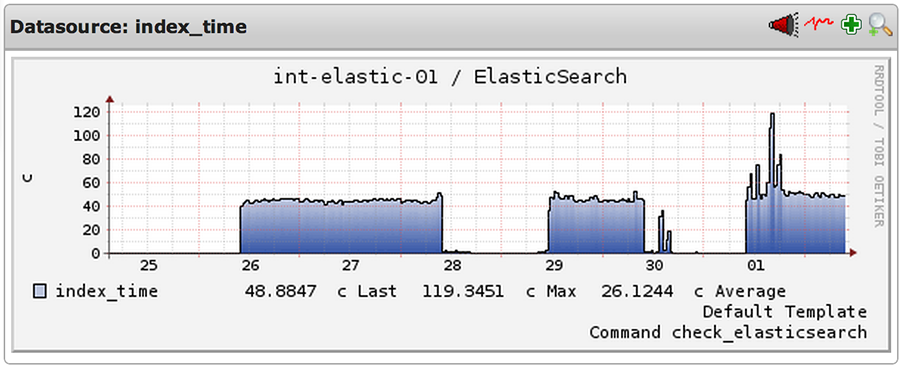 Datasource: index_time
int-elastic-01 / ElasticSearch
RRDTOOL / TOBI OETIKER
c
120
100
80
60
40
20
0
25 26 27 28 29 30 01
index_time 48.8847 c Last 119.3451 c Max 26.1244 c Average
Default Template
Command check_elasticsearch